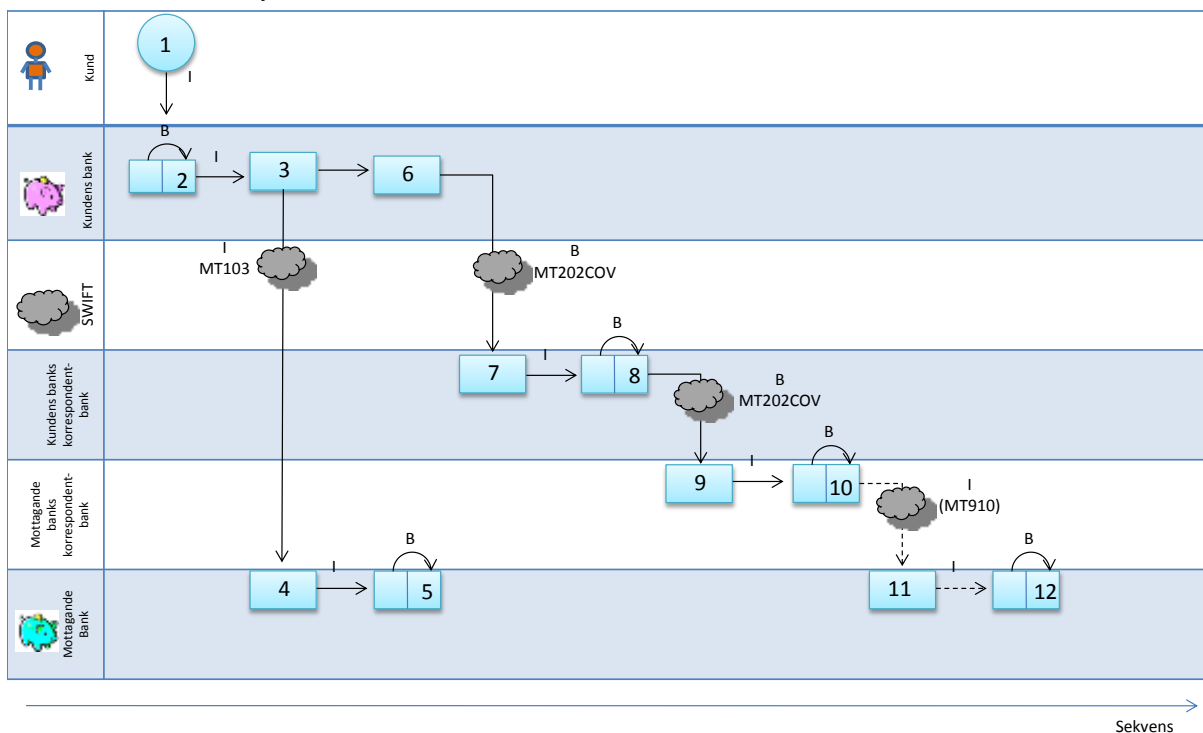 1
I
Kund
B
I
2
3
6
Kundens bank
I
MT103
B
MT202COV
SWIFT
B
I
7
8
Kundens banks
korrespondent-
bank
B
MT202COV
B
I
9
10
Mottagande
banks
korrespondent-
bank
I
(MT910)
B
I
4
5
I
B
11
12
Mottagande
Bank
Sekvens